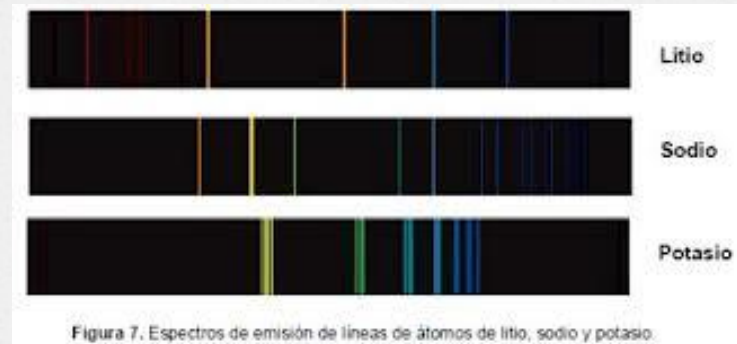 Litio
Sodio
Potasio
Figura 7. Espectros de emisión de líneas de átomos de litio, sodio y potasio.